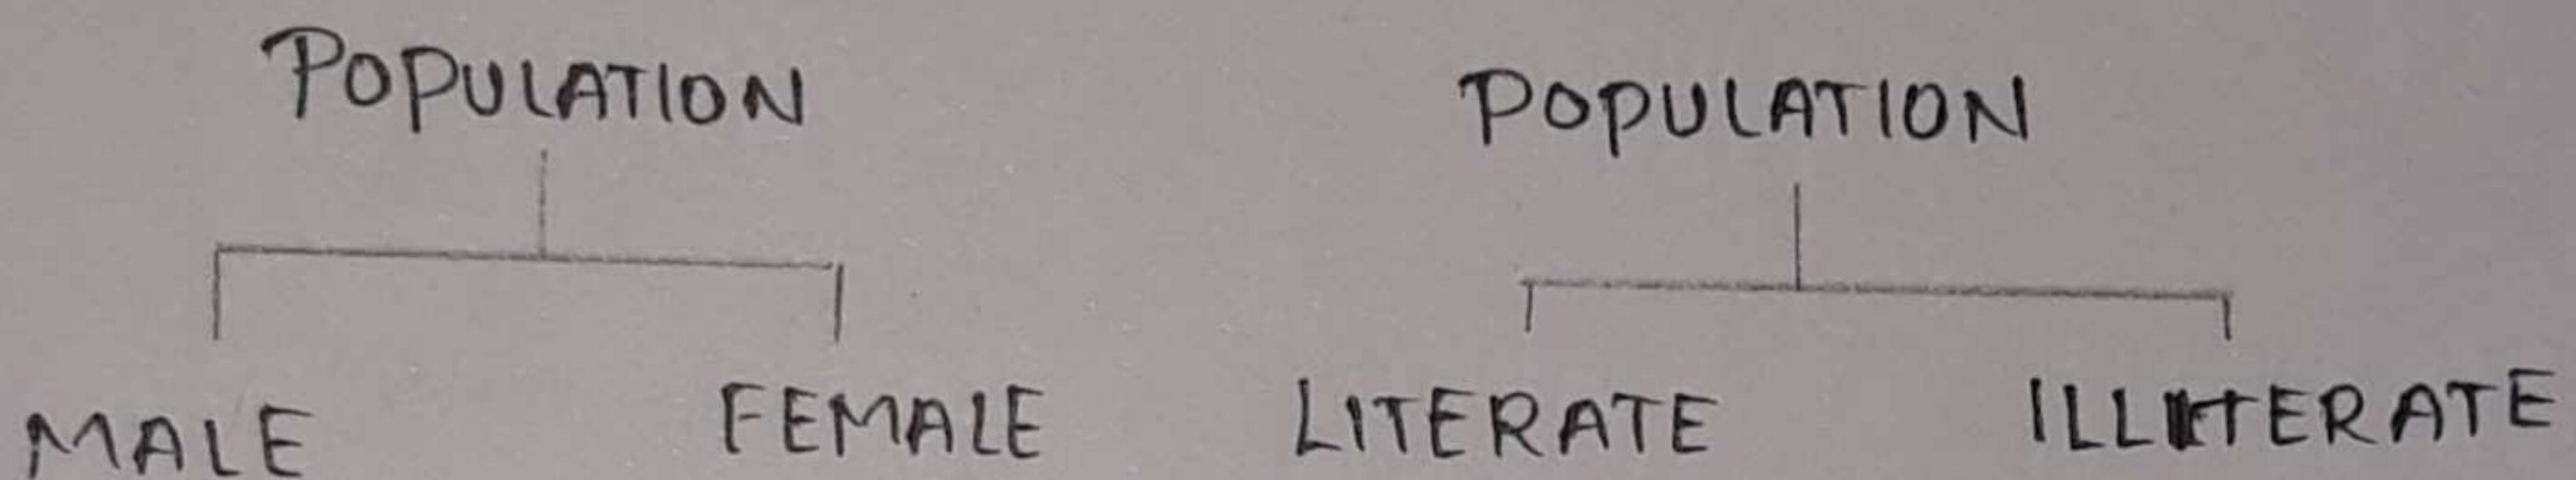 POPULATION POPULATION
MALE FEMALE LITERATE ILLITERATE